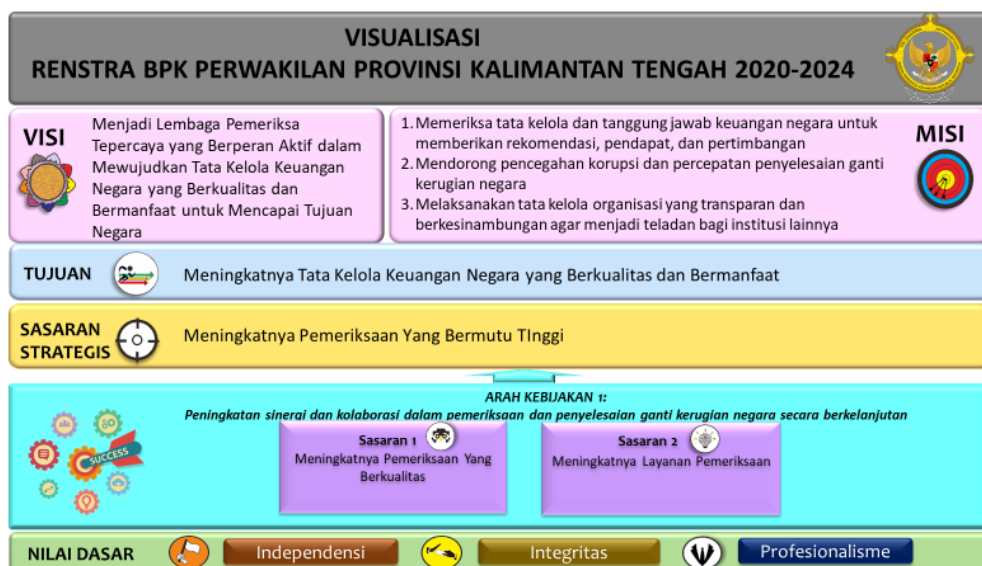 VISUALISASI
RENSTRA BPK PERWAKILAN PROVINSI KALIMANTAN TENGAH 2020-2024
VISI
Menjadi Lembaga Pemeriksa
Tepercaya yang Berperan Aktif dalam
Mewujudkan Tata Kelola Keuangan
Negara yang Berkualitas dan
Bermanfaat untuk Mencapai Tujuan
Negara
1. Memeriksa tata kelola dan tanggung jawab keuangan negara untuk
memberikan rekomendasi, pendapat, dan pertimbangan
2. Mendorong pencegahan korupsi dan percepatan penyelesaian ganti
kerugian negara
3. Melaksanakan tata kelola organisasi yang transparan dan
berkesinambungan agar menjadi teladan bagi institusi lainnya
MISI
TUJUAN
Meningkatnya Tata Kelola Keuangan Negara yang Berkualitas dan Bermanfaat
SASARAN
STRATEGIS
Meningkatnya Pemeriksaan Yang Bermutu TInggi
ARAH KEBIJAKAN 1:
Peningkatan sinergi dan kolaborasi dalam pemeriksaan dan penyelesaian ganti kerugian negara secara berkelanjutan
SUCCESS
Sasaran 1
Meningkatnya Pemeriksaan Yang
Berkualitas
Sasaran 2
Meningkatnya Layanan Pemeriksaan
NILAI DASAR
Independensi
Integritas
Profesionalisme